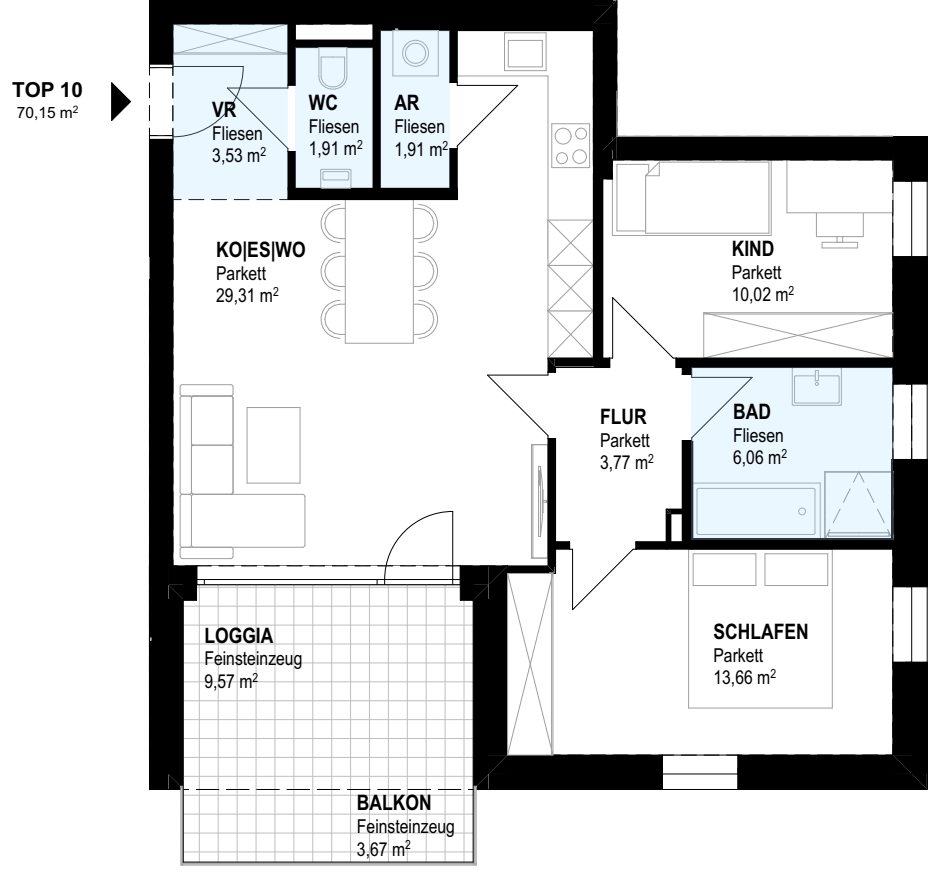 TOP 10
70,15 m²
VR
Fliesen
3,53 m²
WC
Fliesen
1,91 m²
AR
Fliesen
1,91 m²
KO|ES|WO
Parkett
29,31 m²
KIND
Parkett
10,02 m²
FLUR
Parkett
3,77 m²
BAD
Fliesen
6,06 m²
LOGGIA
Feinsteinzeug
9,57 m²
SCHLAFEN
Parkett
13,66 m²
BALKON
Feinsteinzeug
3,67 m²